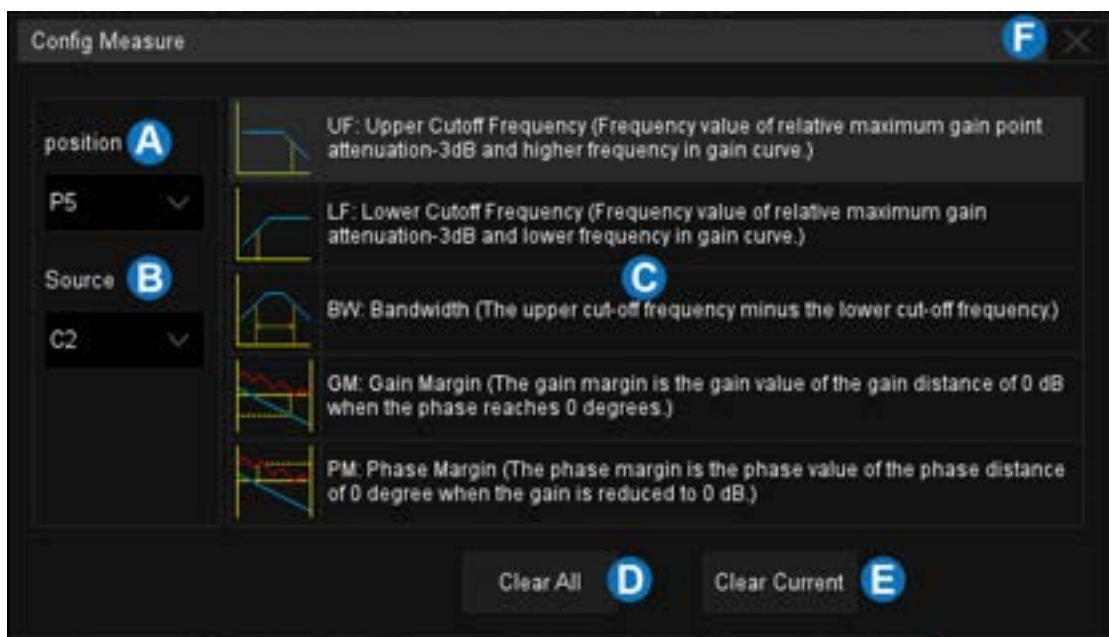 Config Measure
F
position A
P5
Source B
C2
UF: Upper Cutoff Frequency (Frequency value of relative maximum gain point
attenuation-3dB and higher frequency in gain curve.)
LF: Lower Cutoff Frequency (Frequency value of relative maximum gain
attenuation-3dB and lower frequency in gain curve.)
C
BW: Bandwidth (The upper cut-off frequency minus the lower cut-off frequency.)
GM: Gain Margin (The gain margin is the gain value of the gain distance of 0 dB
when the phase reaches 0 degrees.)
PM: Phase Margin (The phase margin is the phase value of the phase distance
of 0 degree when the gain is reduced to 0 dB.)
Clear All D
Clear Current E